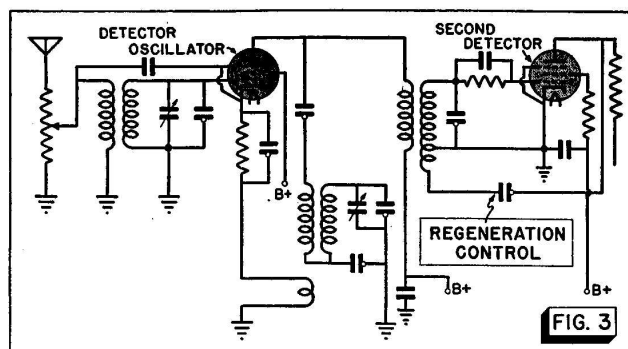 DETECTOR
OSCILLATOR
SECOND
DETECTOR
B+
REGENERATION
CONTROL
B+
B+
FIG. 3